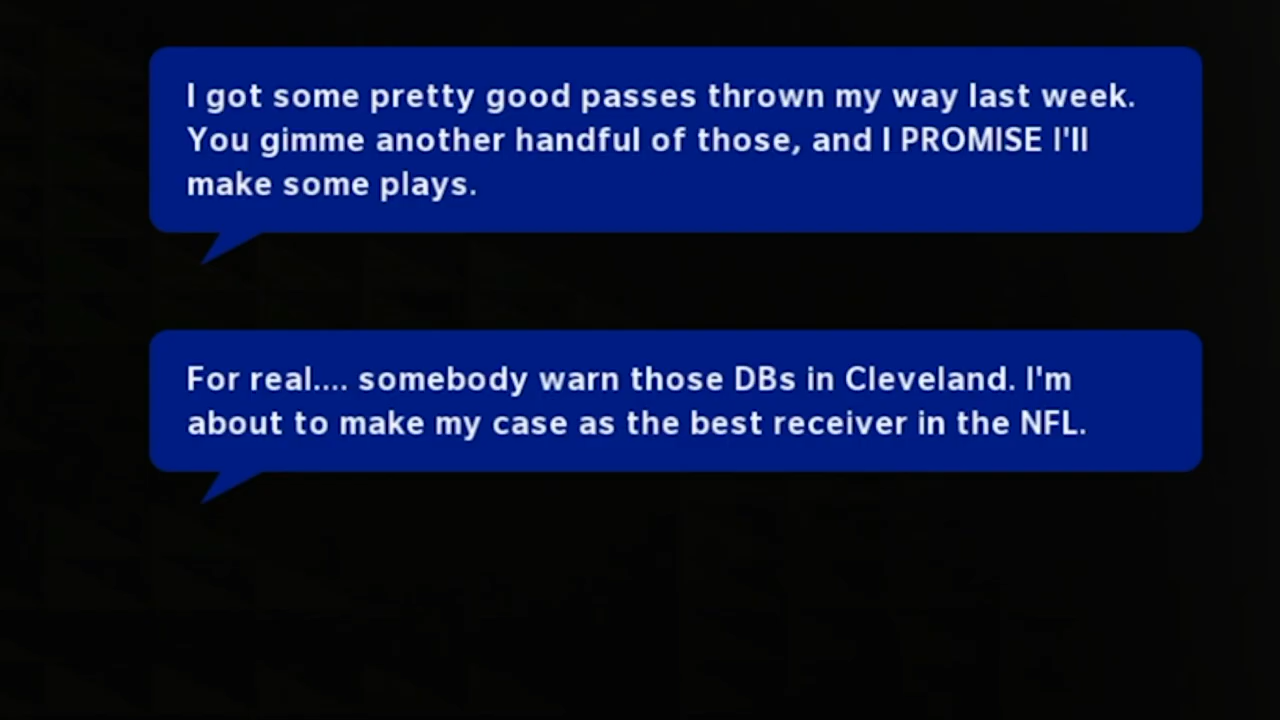 I got some pretty good passes thrown my way last week.
You gimme another handful of those, and I PROMISE I'll
make some plays.
For real.... somebody warn those DBs in Cleveland. I'm
about to make my case as the best receiver in the NFL.